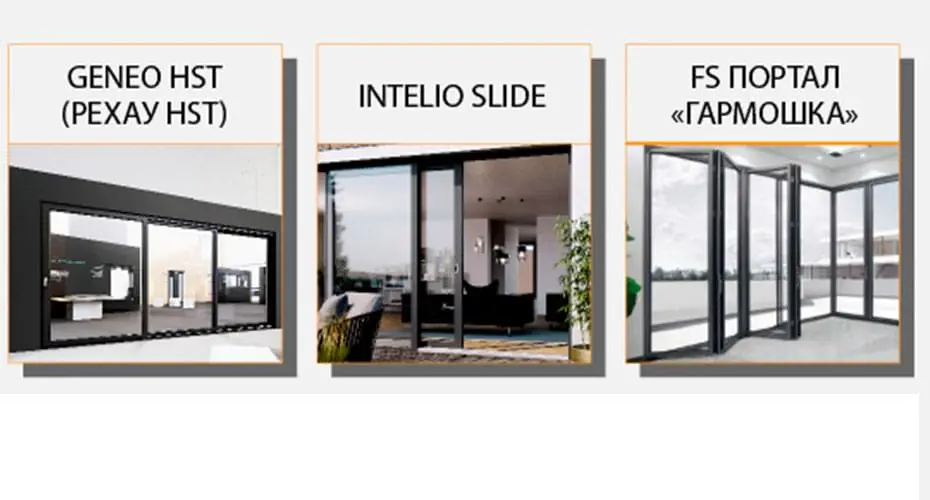 GENEO HST
(РЕХАУ HST)
INTELIO SLIDE
FS ПОРТАЛ
«ГАРМОШКА»